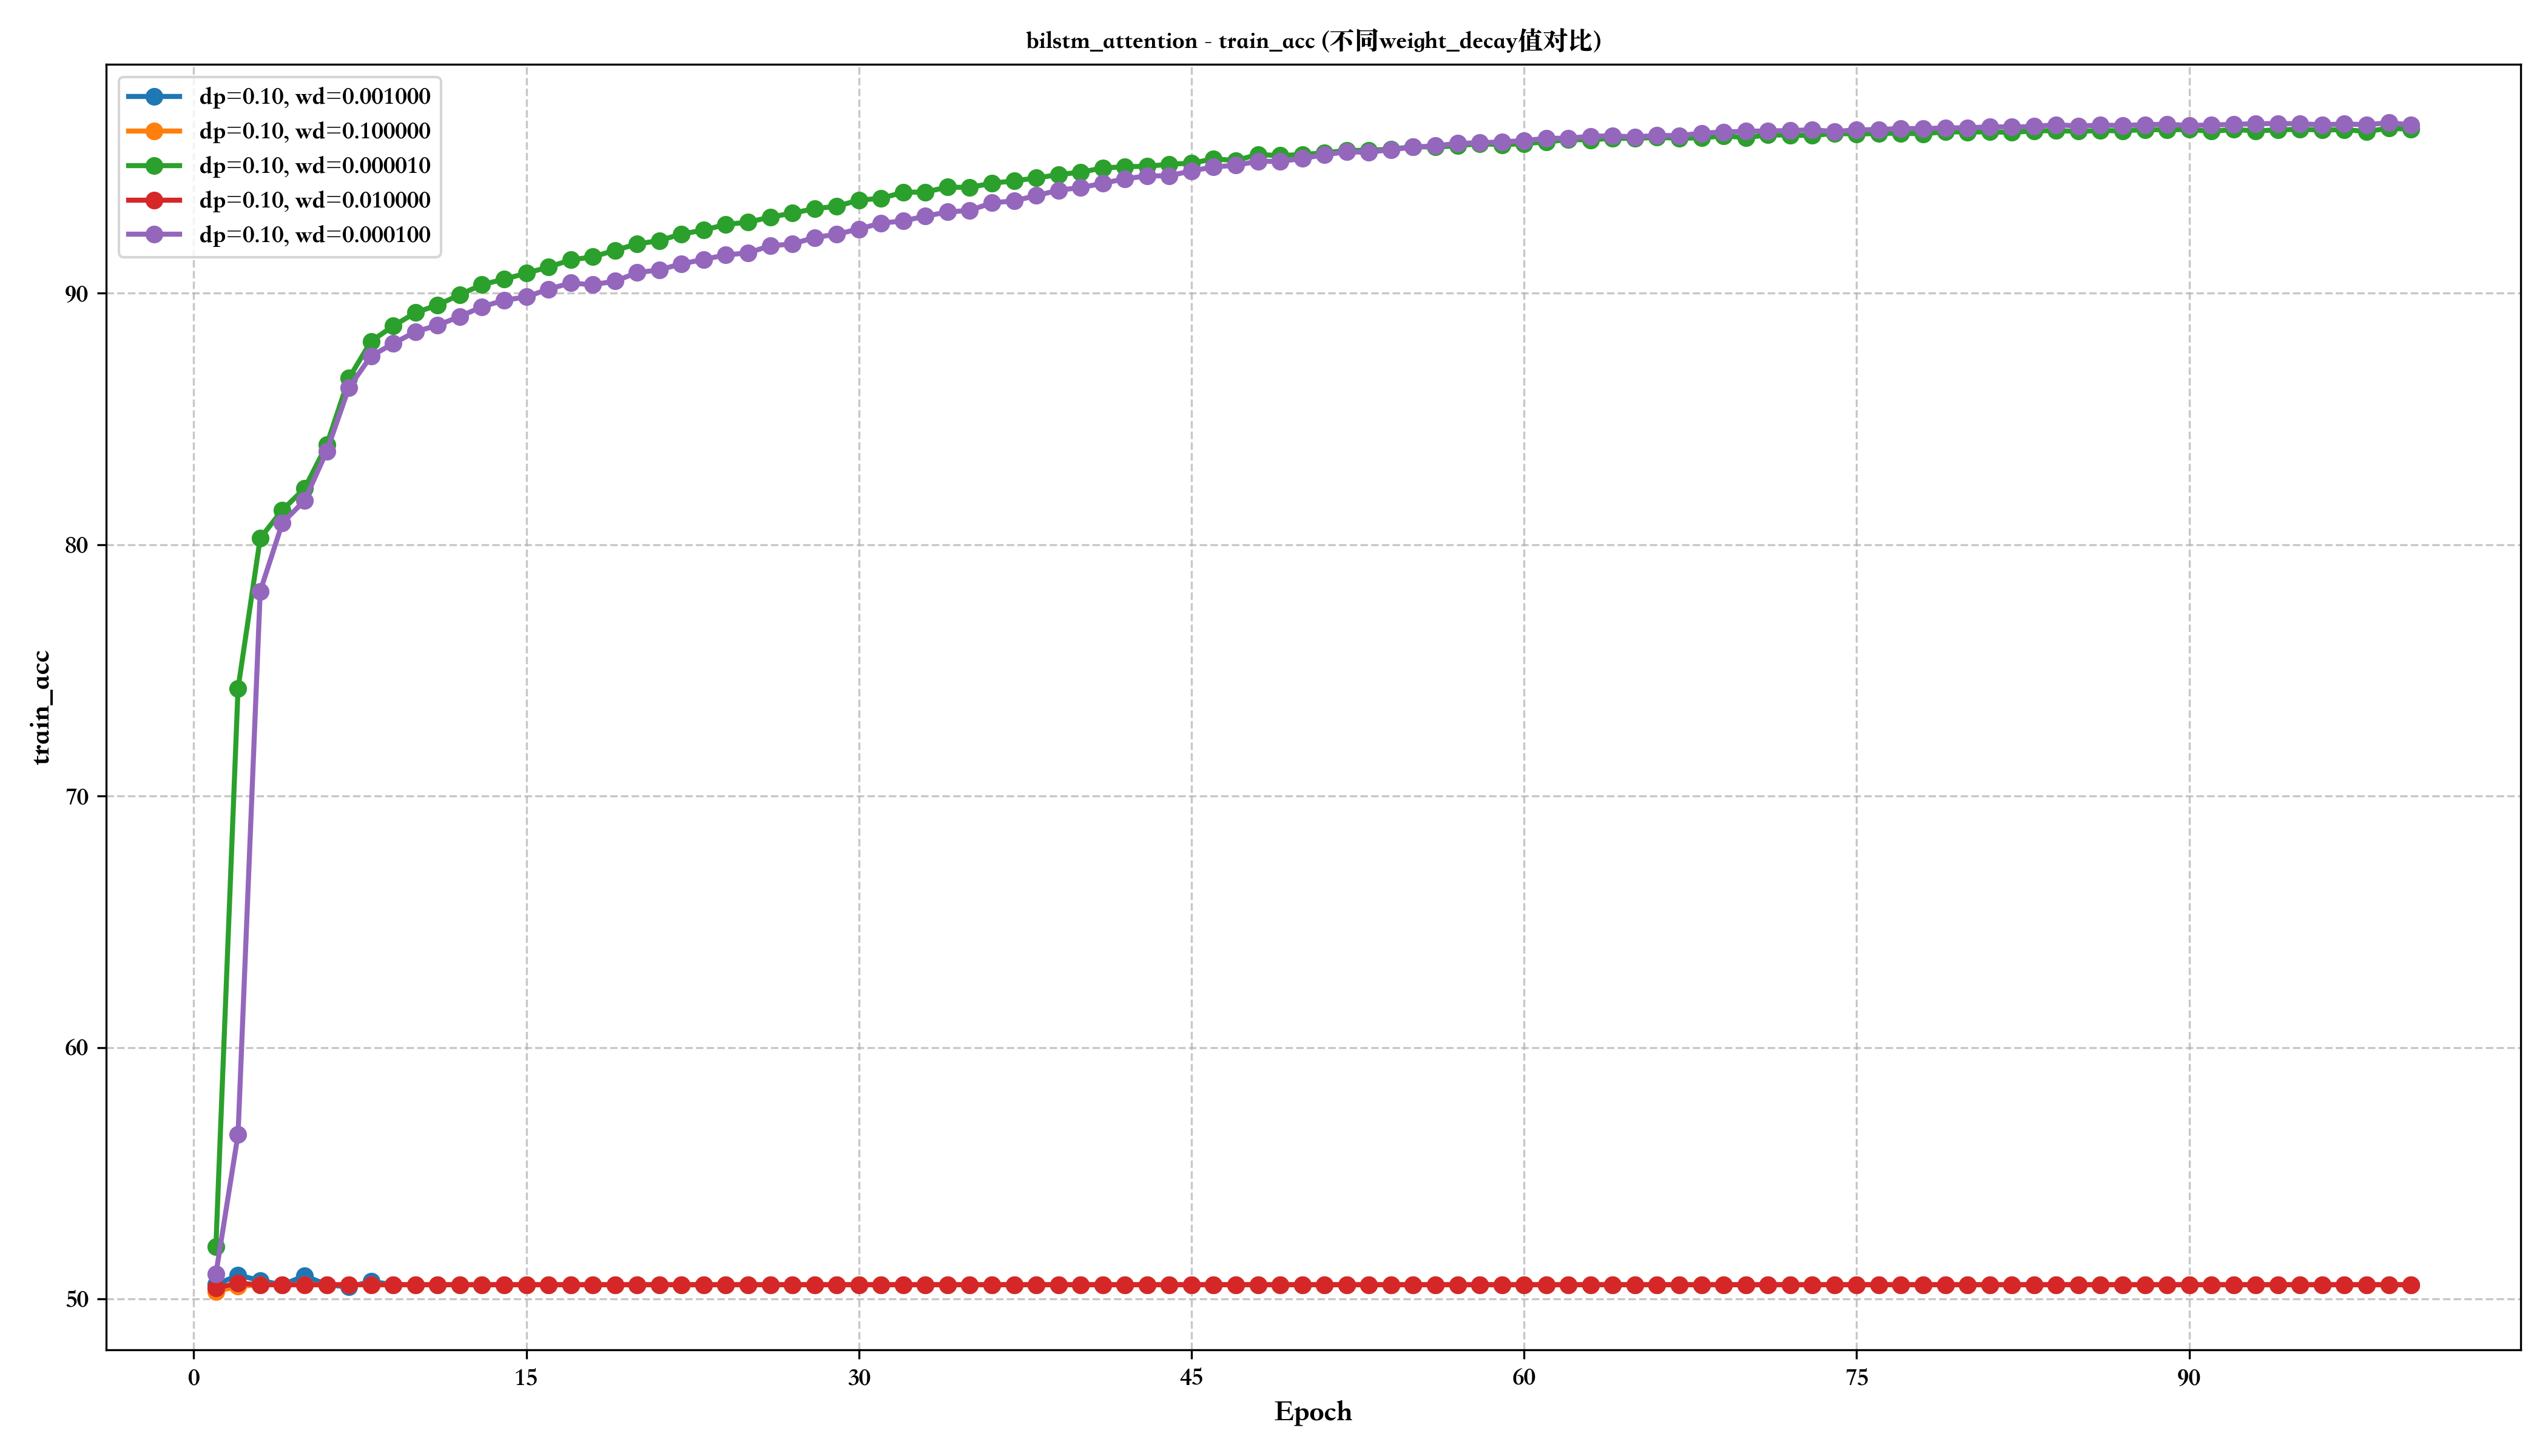 bilstm_attention - train_acc (不同weight_decay值对比)
dp=0.10, wd=0.001000
dp=0.10, wd=0.100000
dp=0.10, wd=0.000010
dp=0.10, wd=0.010000
dp=0.10, wd=0.000100
90
80
70
60
50
train_acc
0 15 30 45 60 75 90
Epoch